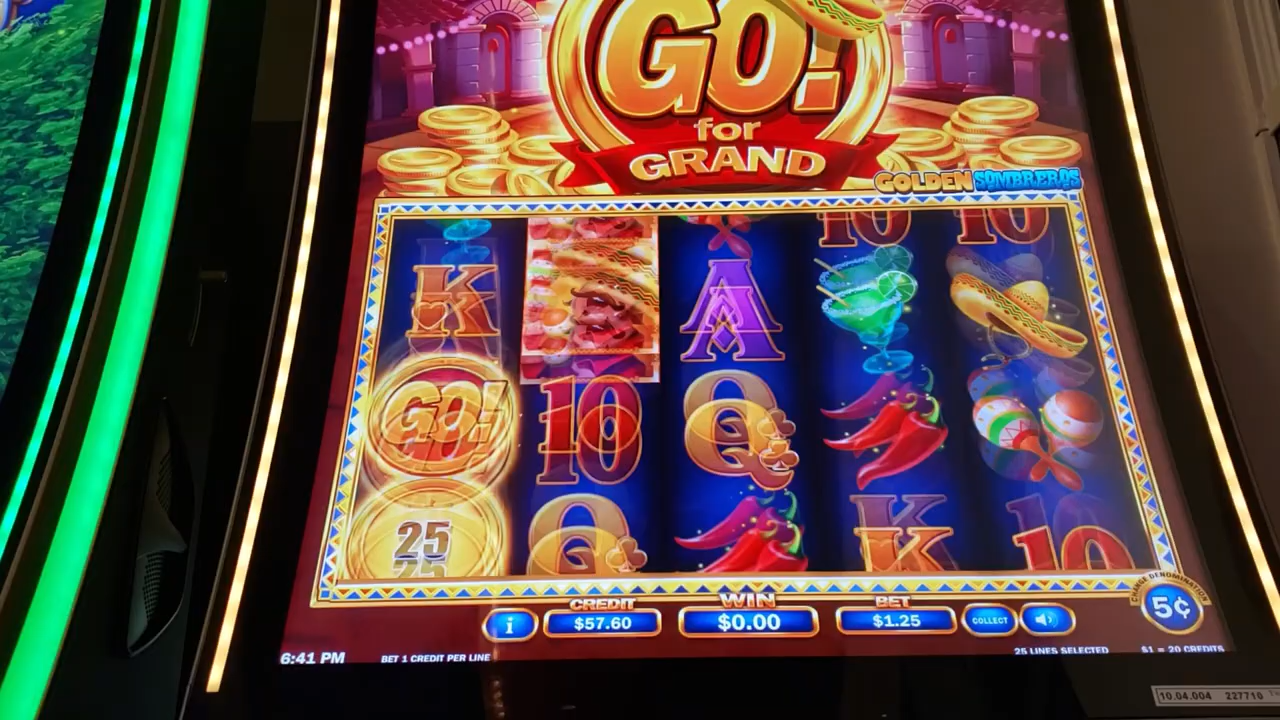 GO!
for
GRAND
GOLDEN SOMBREROS
10 10
K
A
GO!
10
10
Q
25
25
Q
K
10
CHANGE DENOMINATION
5¢
CREDIT
WIN
BET
i
$57.60
$0.00
$1.25
COLLECT
6:41 PM
BET 1 CREDIT PER LINE
25 LINES SELECTED
$1 = 20 CREDITS
10.04.004 227710